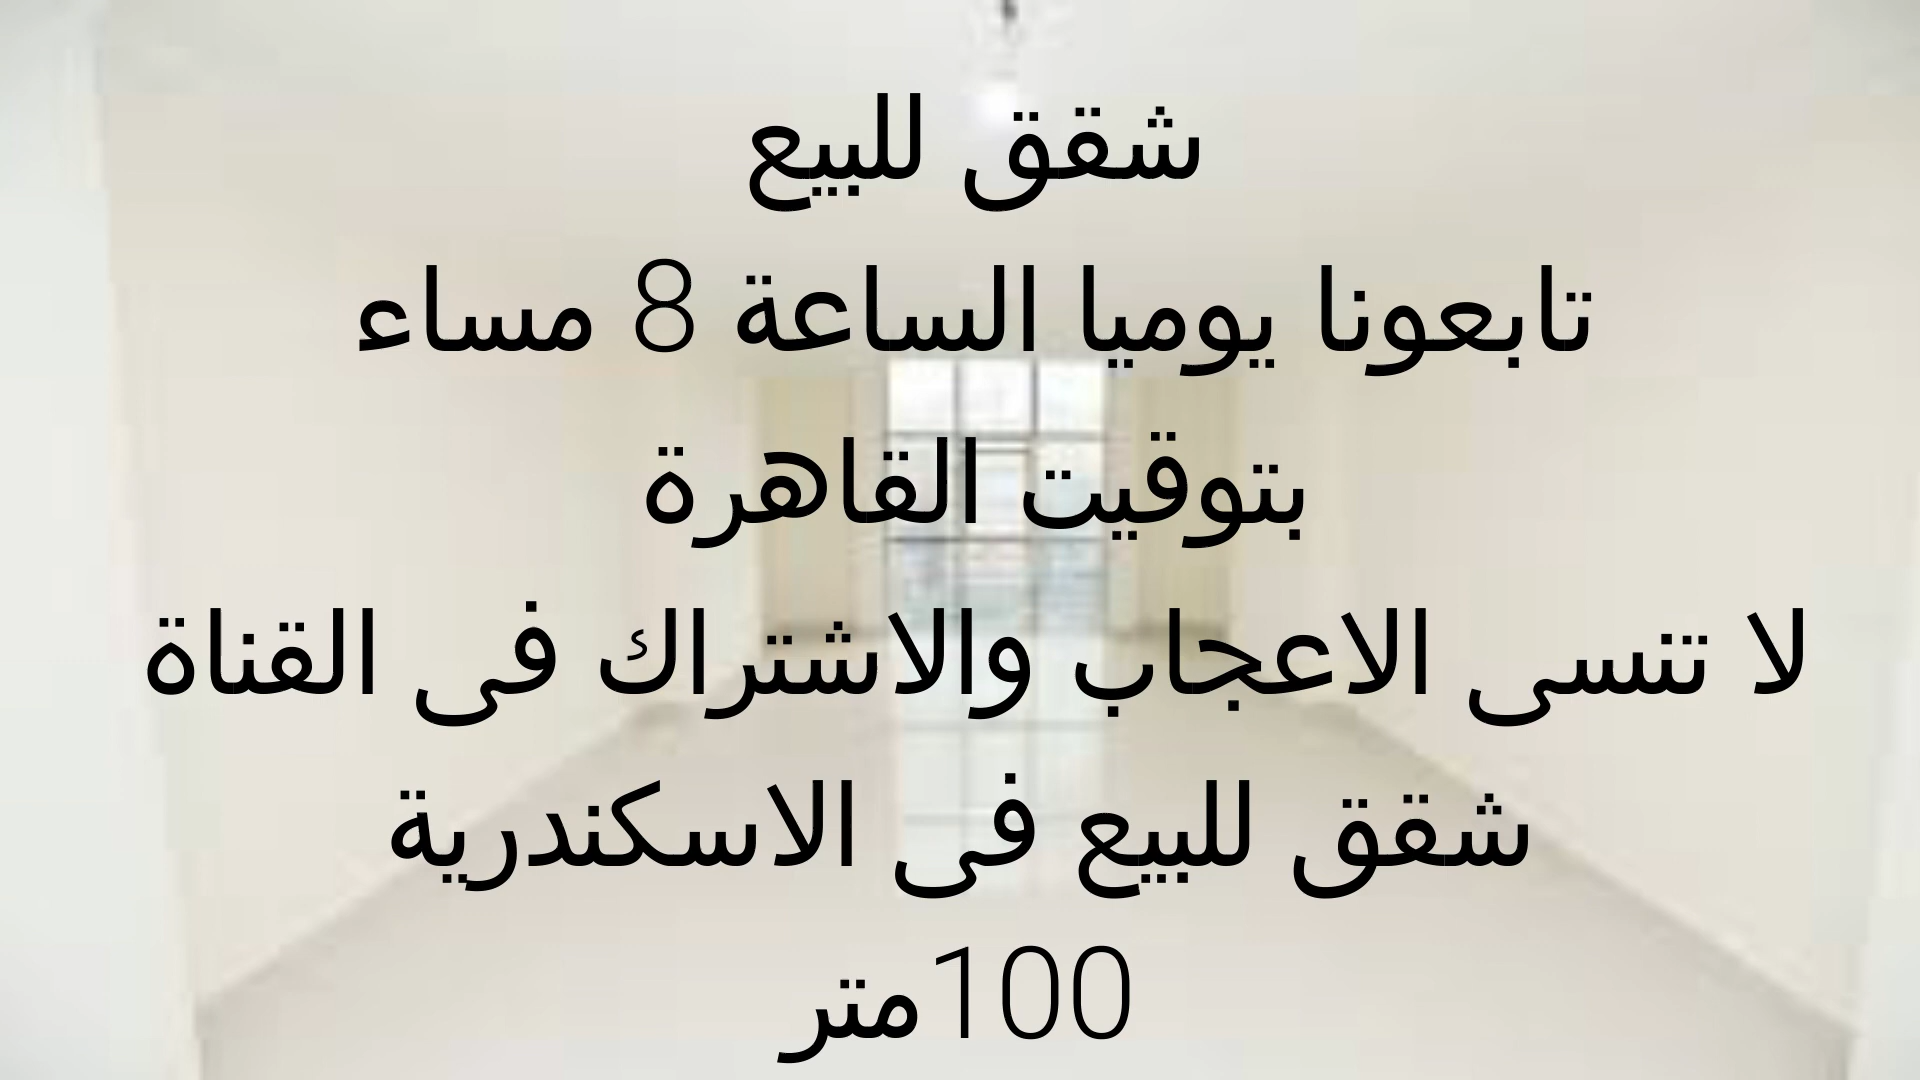 شقق للبيع
تابعونا يوميا الساعة 8 مساء
بتوقيت القاهرة
لا تنسى الاعجاب والاشتراك فى القناة
شقق للبيع فى الاسكندرية
100متر